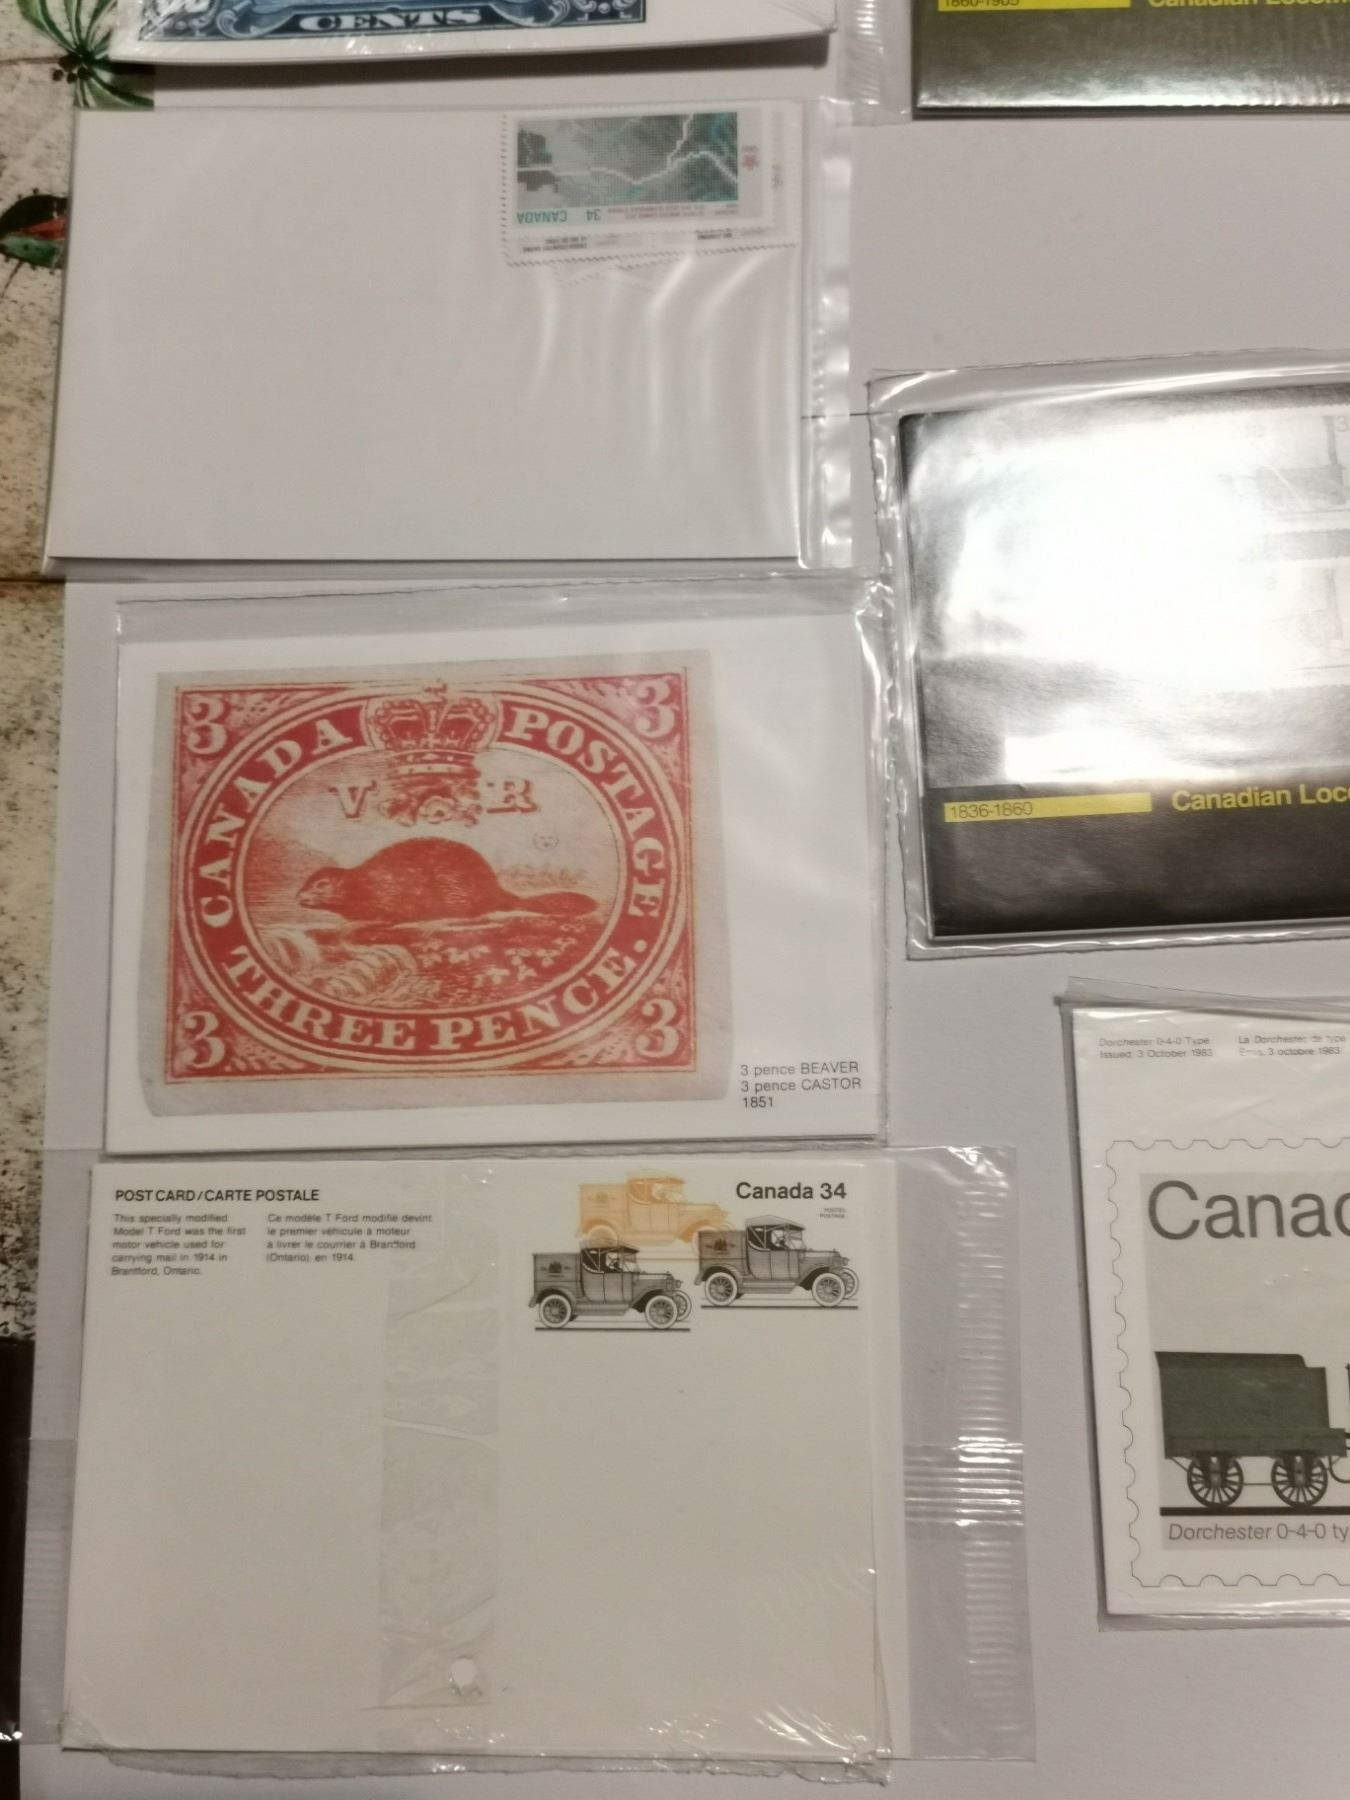 CENTS
1860-1905
CANADA 34
3 3
CANADA POSTAGE
V R
THREE PENCE.
3 3
3 pence BEAVER
3 pence CASTOR
1851
1836-1860
Canadian Loco
Dorchester 0-4-0 Type
Issued, 3 October 1983
La Dorchester de type
Émis, 3 octobre 1983
Canad
Dorchester 0-4-0 ty
POST CARD/CARTE POSTALE
This specially modified
Model T Ford was the first
motor vehicle used for
carrying mail in 1914 in
Brantford, Ontario.
Ce modèle T Ford modifié devint
le premier véhicule à moteur
à livrer le courrier à Brantford
(Ontario), en 1914.
Canada 34
POSTES
POSTAGE